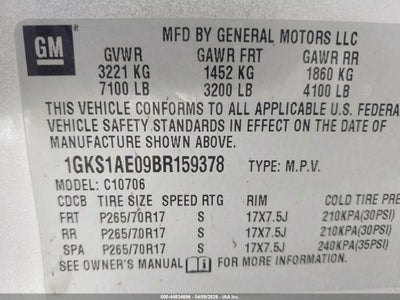 GM
MFD BY GENERAL MOTORS LLC
GVWR GAWR FRT GAWR RR
3221 KG 1452 KG 1860 KG
7100 LB 3200 LB 4100 LB
THIS VEHICLE CONFORMS TO ALL APPLICABLE U.S. FEDERA
VEHICLE SAFETY STANDARDS IN EFFECT ON THE DATE OF
MANUFACTURE SHOWN ABOVE.
1GKS1AE09BR159378 TYPE: M.P.V.
MODEL: C10706
CDCB TIRE SIZE SPEED RTG RIM COLD TIRE PRE
FRT P265/70R17 S 17X7.5J 210KPA(30PSI)
RR P265/70R17 S 17X7.5J 210KPA(30PSI)
SPA P265/70R17 S 17X7.5J 240KPA(35PSI)
SEE OWNER'S MANUAL FOR MORE INFORMATION.